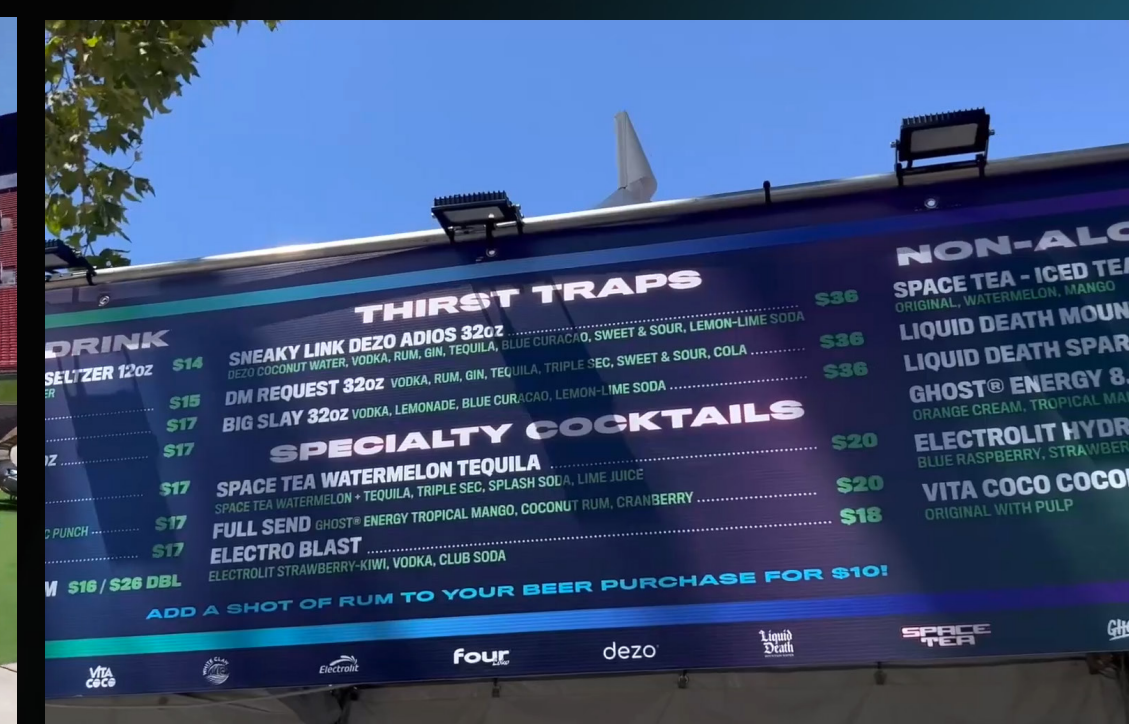 DRINK
SELTZER 12oz $14
$15
$17
$17
$17
C PUNCH $17
$17
M $16 / $26 DBL
THIRST TRAPS
SNEAKY LINK DEZO ADIOS 32oz $36
DEZO COCONUT WATER, VODKA, RUM, GIN, TEQUILA, BLUE CURACAO, SWEET & SOUR, LEMON-LIME SODA
DM REQUEST 32oz VODKA, RUM, GIN, TEQUILA, TRIPLE SEC, SWEET & SOUR, COLA $36
BIG SLAY 32oz VODKA, LEMONADE, BLUE CURACAO, LEMON-LIME SODA $36
SPECIALTY COCKTAILS
SPACE TEA WATERMELON TEQUILA $20
SPACE TEA WATERMELON + TEQUILA, TRIPLE SEC, SPLASH SODA, LIME JUICE
FULL SEND GHOST® ENERGY TROPICAL MANGO, COCONUT RUM, CRANBERRY $20
ELECTRO BLAST $18
ELECTROLIT STRAWBERRY-KIWI, VODKA, CLUB SODA
ADD A SHOT OF RUM TO YOUR BEER PURCHASE FOR $10!
NON-ALC
SPACE TEA - ICED TEA
ORIGINAL, WATERMELON, MANGO
LIQUID DEATH MOUN
LIQUID DEATH SPAR
GHOST® ENERGY 8.
ORANGE CREAM, TROPICAL MA
ELECTROLIT HYDR
BLUE RASPBERRY, STRAWBER
VITA COCO COCO
ORIGINAL WITH PULP
VITA COCO
WHITE CLAW
Electrolit
four
dezo
Liquid Death
SPACE TEA